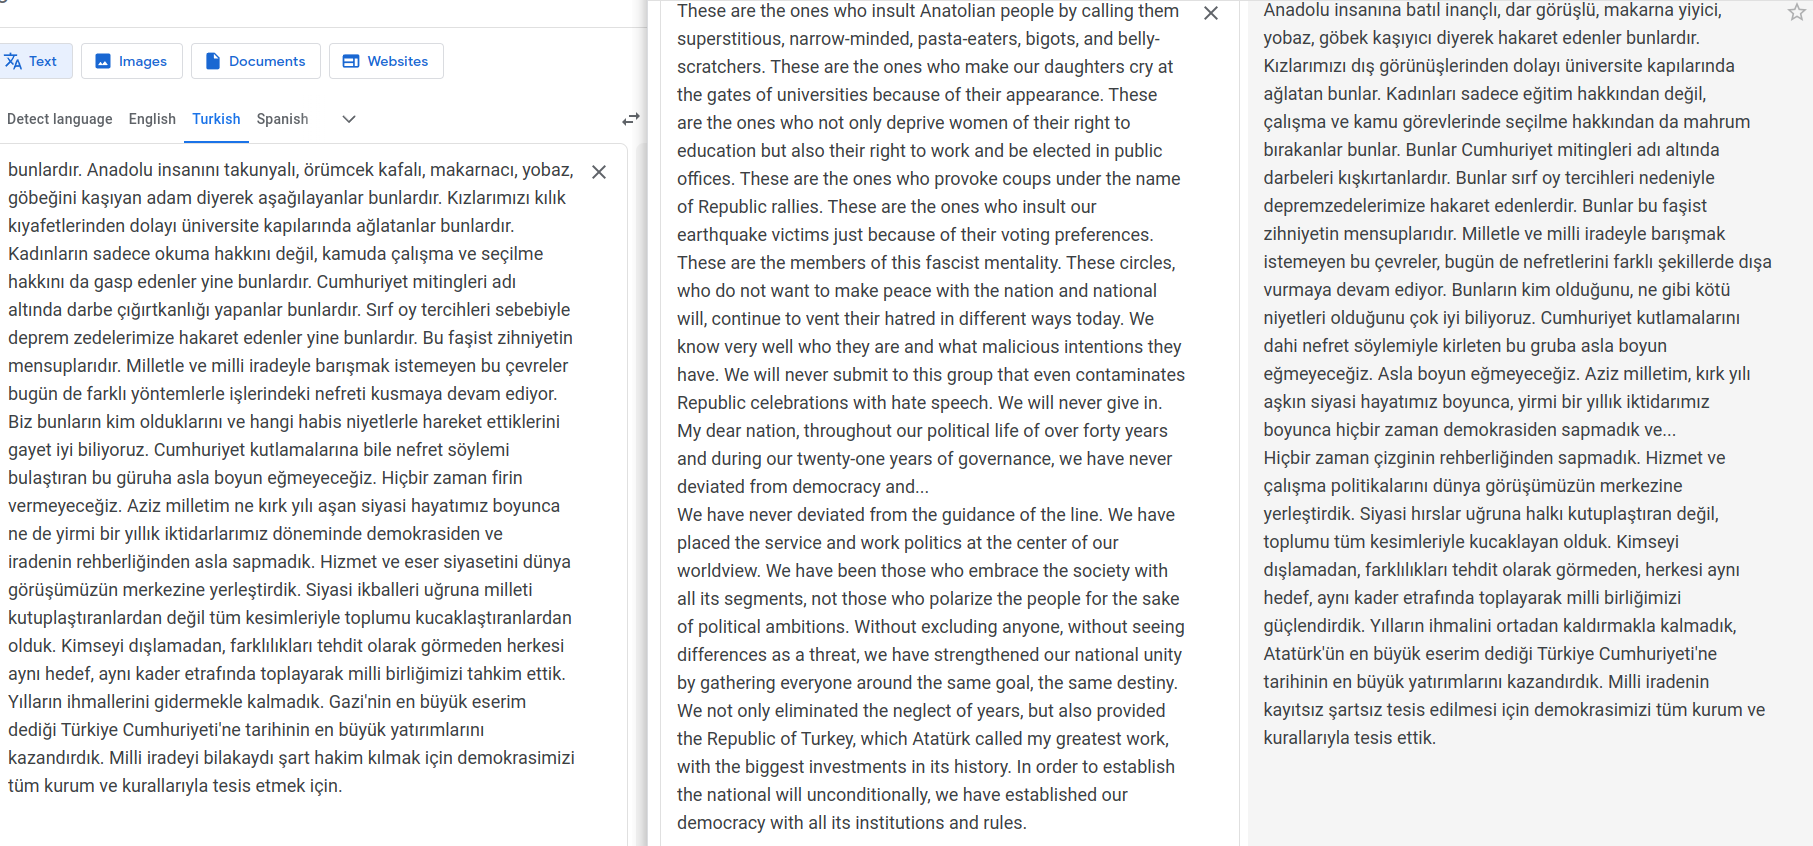 Text
Images
Documents
Websites
Detect language
English
Turkish
Spanish
bunlardır. Anadolu insanını takunyalı, örümcek kafalı, makarnacı, yobaz,
göbeğini kaşıyan adam diyerek aşağılayanlar bunlardır. Kızlarımızı kılık
kıyafetlerinden dolayı üniversite kapılarında ağlatanlar bunlardır.
Kadınların sadece okuma hakkını değil, kamuda çalışma ve seçilme
hakkını da gasp edenler yine bunlardır. Cumhuriyet mitingleri adı
altında darbe çığırtkanlığı yapanlar bunlardır. Sırf oy tercihleri sebebiyle
deprem zedelerimize hakaret edenler yine bunlardır. Bu faşist zihniyetin
mensuplarıdır. Milletle ve milli iradeyle barışmak istemeyen bu çevreler
bugün de farklı yöntemlerle işlerindeki nefreti kusmaya devam ediyor.
Biz bunların kim olduklarını ve hangi habis niyetlerle hareket ettiklerini
gayet iyi biliyoruz. Cumhuriyet kutlamalarına bile nefret söylemi
bulaştıran bu güruha asla boyun eğmeyeceğiz. Hiçbir zaman firin
vermeyeceğiz. Aziz milletim ne kırk yılı aşan siyasi hayatımız boyunca
ne de yirmi bir yıllık iktidarlarımız döneminde demokrasiden ve
iradenin rehberliğinden asla sapmadık. Hizmet ve eser siyasetini dünya
görüşümüzün merkezine yerleştirdik. Siyasi ikballeri uğruna milleti
kutuplaştıranlardan değil tüm kesimleriyle toplumu kucaklaştıranlardan
olduk. Kimseyi dışlamadan, farklılıkları tehdit olarak görmeden herkesi
aynı hedef, aynı kader etrafında toplayarak milli birliğimizi tahkim ettik.
Yılların ihmallerini gidermekle kalmadık. Gazi'nin en büyük eserim
dediği Türkiye Cumhuriyeti'ne tarihinin en büyük yatırımlarını
kazandırdık. Milli iradeyi bilakaydı şart hakim kılmak için demokrasimizi
tüm kurum ve kurallarıyla tesis etmek için.
These are the ones who insult Anatolian people by calling them
superstitious, narrow-minded, pasta-eaters, bigots, and belly-
scratchers. These are the ones who make our daughters cry at
the gates of universities because of their appearance. These
are the ones who not only deprive women of their right to
education but also their right to work and be elected in public
offices. These are the ones who provoke coups under the name
of Republic rallies. These are the ones who insult our
earthquake victims just because of their voting preferences.
These are the members of this fascist mentality. These circles,
who do not want to make peace with the nation and national
will, continue to vent their hatred in different ways today. We
know very well who they are and what malicious intentions they
have. We will never submit to this group that even contaminates
Republic celebrations with hate speech. We will never give in.
My dear nation, throughout our political life of over forty years
and during our twenty-one years of governance, we have never
deviated from democracy and...
We have never deviated from the guidance of the line. We have
placed the service and work politics at the center of our
worldview. We have been those who embrace the society with
all its segments, not those who polarize the people for the sake
of political ambitions. Without excluding anyone, without seeing
differences as a threat, we have strengthened our national unity
by gathering everyone around the same goal, the same destiny.
We not only eliminated the neglect of years, but also provided
the Republic of Turkey, which Atatürk called my greatest work,
with the biggest investments in its history. In order to establish
the national will unconditionally, we have established our
democracy with all its institutions and rules.
Anadolu insanına batıl inançlı, dar görüşlü, makarna yiyici,
yobaz, göbek kaşıyıcı diyerek hakaret edenler bunlardır.
Kızlarımızı dış görünüşlerinden dolayı üniversite kapılarında
ağlatan bunlar. Kadınları sadece eğitim hakkından değil,
çalışma ve kamu görevlerinde seçilme hakkından da mahrum
bırakanlar bunlar. Bunlar Cumhuriyet mitingleri adı altında
darbeleri kışkırtanlardır. Bunlar sırf oy tercihleri nedeniyle
depremzedelerimize hakaret edenlerdir. Bunlar bu faşist
zihniyetin mensuplarıdır. Milletle ve milli iradeyle barışmak
istemeyen bu çevreler, bugün de nefretlerini farklı şekillerde dışa
vurmaya devam ediyor. Bunların kim olduğunu, ne gibi kötü
niyetleri olduğunu çok iyi biliyoruz. Cumhuriyet kutlamalarını
dahi nefret söylemiyle kirleten bu gruba asla boyun
eğmeyeceğiz. Asla boyun eğmeyeceğiz. Aziz milletim, kırk yılı
aşkın siyasi hayatımız boyunca, yirmi bir yıllık iktidarımız
boyunca hiçbir zaman demokrasiden sapmadık ve...
Hiçbir zaman çizginin rehberliğinden sapmadık. Hizmet ve
çalışma politikalarını dünya görüşümüzün merkezine
yerleştirdik. Siyasi hırslar uğruna halkı kutuplaştıran değil,
toplumu tüm kesimleriyle kucaklayan olduk. Kimseyi
dışlamadan, farklılıkları tehdit olarak görmeden, herkesi aynı
hedef, aynı kader etrafında toplayarak milli birliğimizi
güçlendirdik. Yılların ihmalini ortadan kaldırmakla kalmadık,
Atatürk'ün en büyük eserim dediği Türkiye Cumhuriyeti'ne
tarihinin en büyük yatırımlarını kazandırdık. Milli iradenin
kayıtsız şartsız tesis edilmesi için demokrasimizi tüm kurum ve
kurallarıyla tesis ettik.